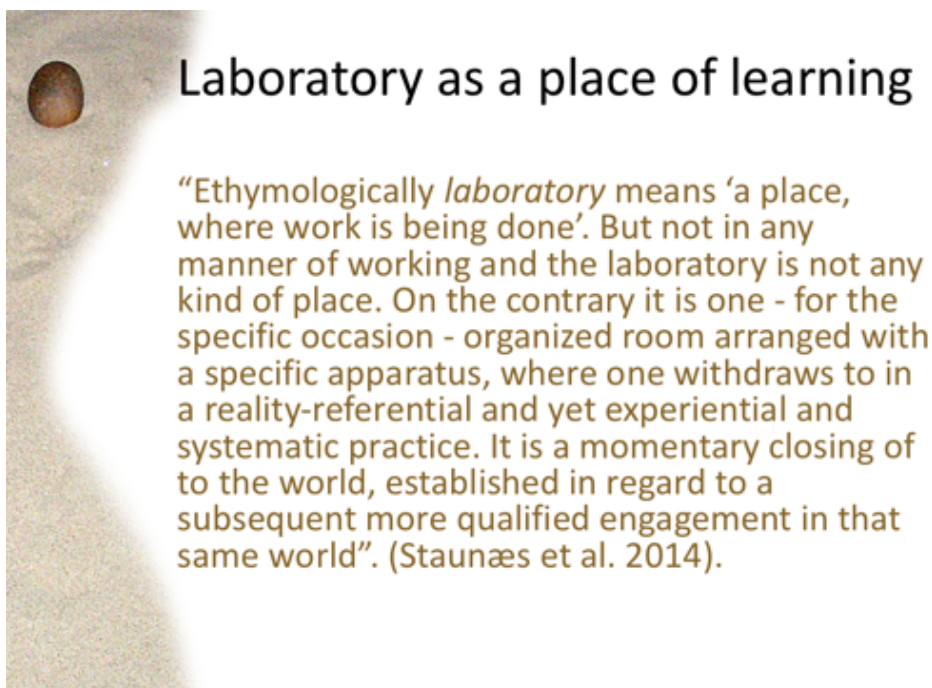 Laboratory as a place of learning
“Ethymologically laboratory means ‘a place,
where work is being done’. But not in any
manner of working and the laboratory is not any
kind of place. On the contrary it is one - for the
specific occasion - organized room arranged with
a specific apparatus, where one withdraws to in
a reality-referential and yet experiential and
systematic practice. It is a momentary closing of
to the world, established in regard to a
subsequent more qualified engagement in that
same world”. (Staunæs et al. 2014).